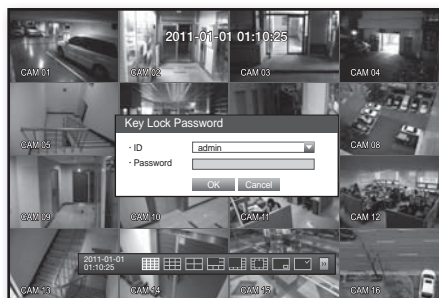 2011-01-01 01:10:25
CAM 01 CAM 02 CAM 03 CAM 04
Key Lock Password
· ID admin
· Password
OK Cancel
CAM 05 CAM 08
CAM 09 CAM 10 CAM 11 CAM 12
2011-01-01
01:10:25
CAM 13 CAM 14 CAM 15 CAM 16